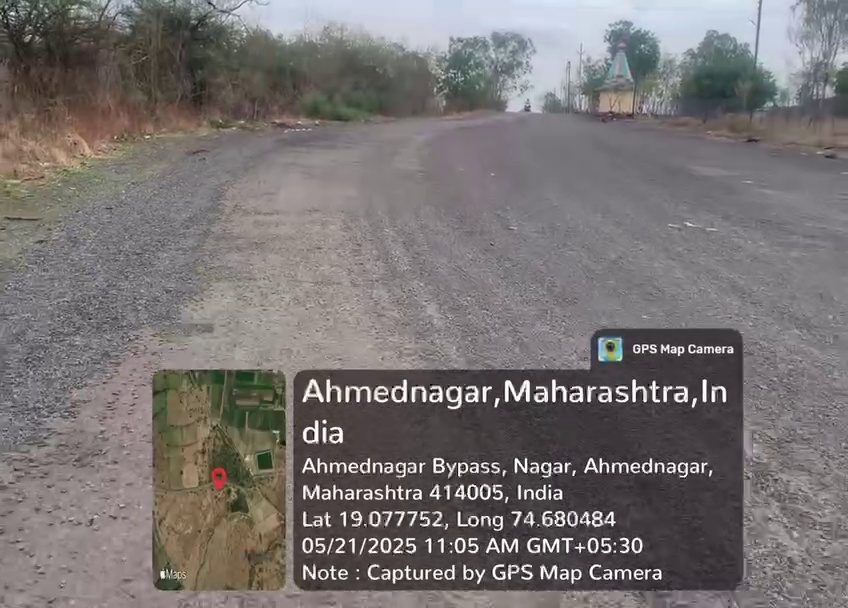 GPS Map Camera
Ahmednagar,Maharashtra,In
dia
Ahmednagar Bypass, Nagar, Ahmednagar,
Maharashtra 414005, India
Lat 19.077752, Long 74.680484
05/21/2025 11:05 AM GMT+05:30
Note : Captured by GPS Map Camera
Maps